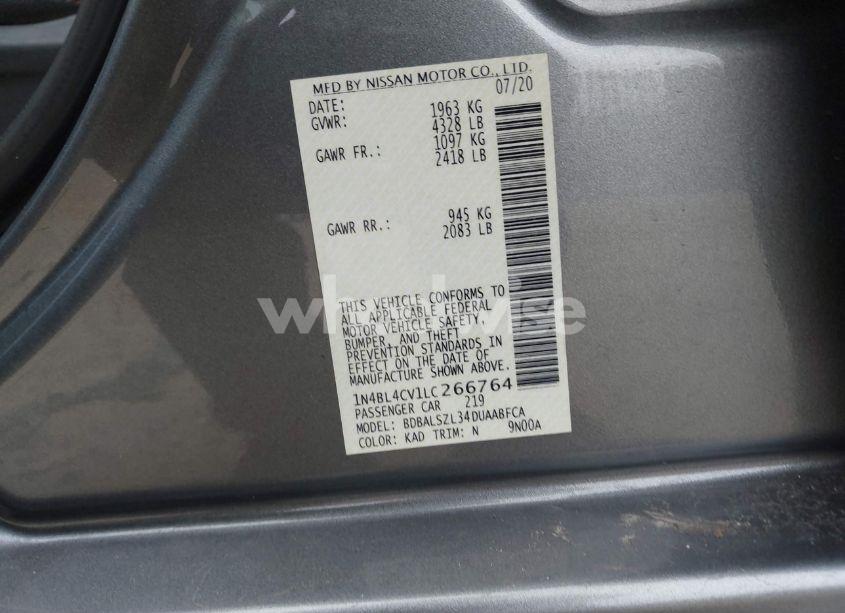 MFD BY NISSAN MOTOR CO., LTD.
07/20
DATE:
GVWR: 1963 KG
4328 LB
GAWR FR.: 1097 KG
2418 LB
GAWR RR.: 945 KG
2083 LB
THIS VEHICLE CONFORMS TO
ALL APPLICABLE FEDERAL
MOTOR VEHICLE SAFETY,
BUMPER, AND THEFT
PREVENTION STANDARDS IN
EFFECT ON THE DATE OF
MANUFACTURE SHOWN ABOVE.
1N4BL4CV1LC266764
PASSENGER CAR 219
MODEL: BDBALSZL34DUAABFCA
COLOR: KAD TRIM: N 9N00A